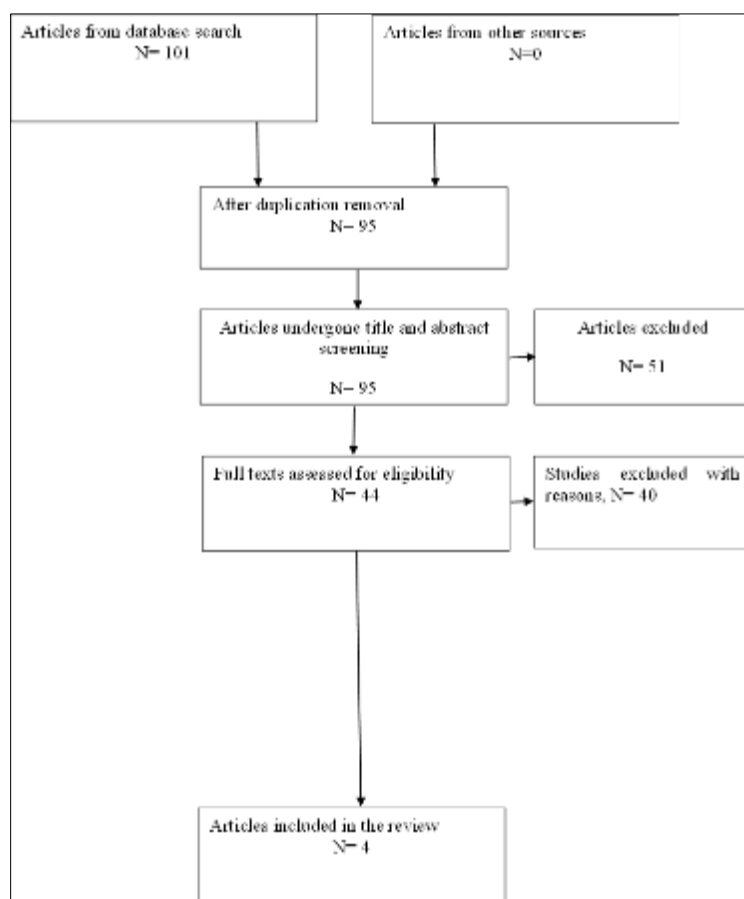 Articles from database search
N= 101
Articles from other sources
N=0
After duplication removal
N= 95
Articles undergone title and abstract
screening
N= 95
Articles excluded
N= 51
Full texts assessed for eligibility
N= 44
Studies excluded with
reasons, N= 40
Articles included in the review
N= 4